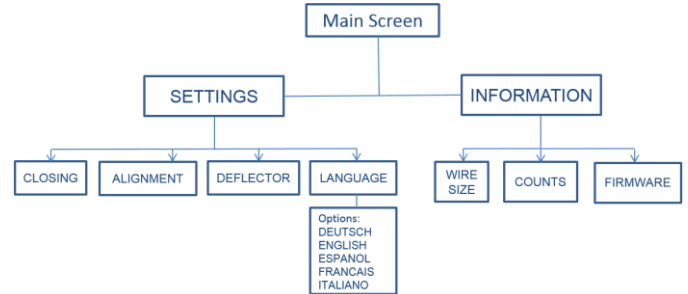 Main Screen
SETTINGS
INFORMATION
CLOSING
ALIGNMENT
DEFLECTOR
LANGUAGE
WIRE
SIZE
COUNTS
FIRMWARE
Options:
DEUTSCH
ENGLISH
ESPANOL
FRANCAIS
ITALIANO